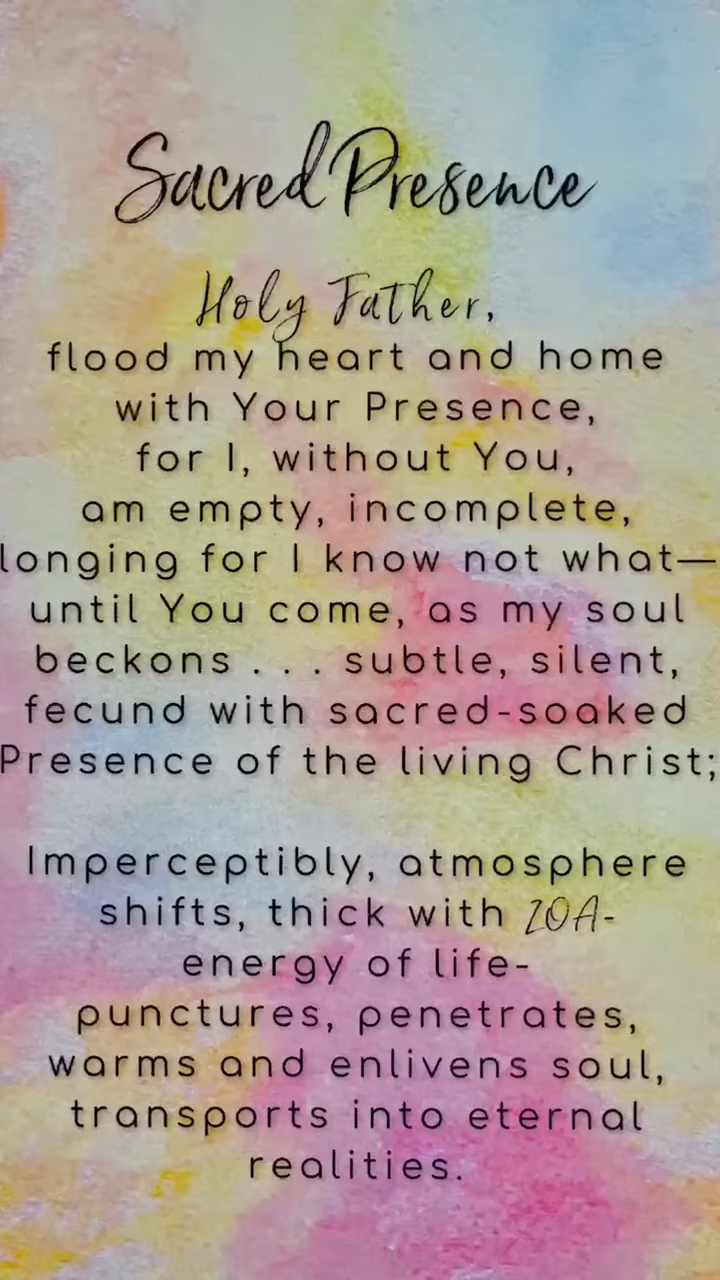 Sacred Presence
Holy Father,
flood my heart and home
with Your Presence,
for I, without You,
am empty, incomplete,
longing for I know not what—
until You come, as my soul
beckons . . . subtle, silent,
fecund with sacred-soaked
Presence of the living Christ;
Imperceptibly, atmosphere
shifts, thick with ZOA-
energy of life-
punctures, penetrates,
warms and enlivens soul,
transports into eternal
realities.